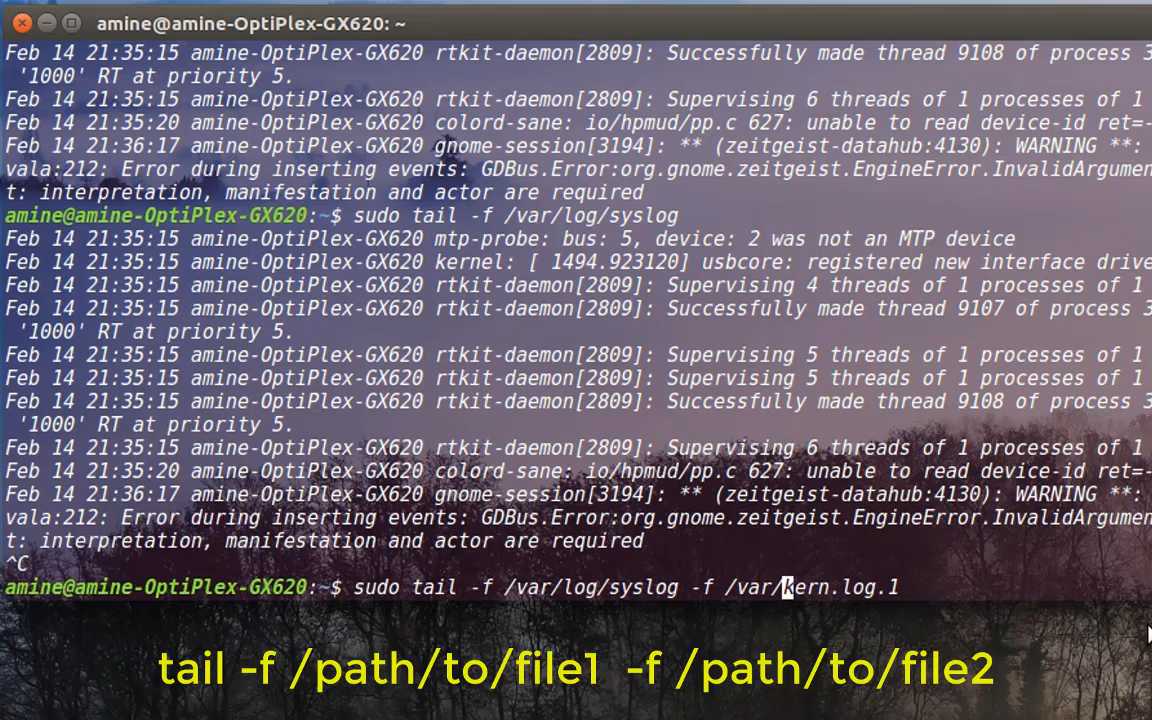 amine@amine-OptiPlex-GX620: ~
Feb 14 21:35:15 amine-OptiPlex-GX620 rtkit-daemon[2809]: Successfully made thread 9108 of process 3
'1000' RT at priority 5.
Feb 14 21:35:15 amine-OptiPlex-GX620 rtkit-daemon[2809]: Supervising 6 threads of 1 processes of 1
Feb 14 21:35:20 amine-OptiPlex-GX620 colord-sane: io/hpmud/pp.c 627: unable to read device-id ret=-
Feb 14 21:36:17 amine-OptiPlex-GX620 gnome-session[3194]: ** (zeitgeist-datahub:4130): WARNING **:
vala:212: Error during inserting events: GDBus.Error:org.gnome.zeitgeist.EngineError.InvalidArgumen
t: interpretation, manifestation and actor are required
amine@amine-OptiPlex-GX620:~$ sudo tail -f /var/log/syslog
Feb 14 21:35:15 amine-OptiPlex-GX620 mtp-probe: bus: 5, device: 2 was not an MTP device
Feb 14 21:35:15 amine-OptiPlex-GX620 kernel: [ 1494.923120] usbcore: registered new interface drive
Feb 14 21:35:15 amine-OptiPlex-GX620 rtkit-daemon[2809]: Supervising 4 threads of 1 processes of 1
Feb 14 21:35:15 amine-OptiPlex-GX620 rtkit-daemon[2809]: Successfully made thread 9107 of process 3
'1000' RT at priority 5.
Feb 14 21:35:15 amine-OptiPlex-GX620 rtkit-daemon[2809]: Supervising 5 threads of 1 processes of 1
Feb 14 21:35:15 amine-OptiPlex-GX620 rtkit-daemon[2809]: Supervising 5 threads of 1 processes of 1
Feb 14 21:35:15 amine-OptiPlex-GX620 rtkit-daemon[2809]: Successfully made thread 9108 of process 3
'1000' RT at priority 5.
Feb 14 21:35:15 amine-OptiPlex-GX620 rtkit-daemon[2809]: Supervising 6 threads of 1 processes of 1
Feb 14 21:35:20 amine-OptiPlex-GX620 colord-sane: io/hpmud/pp.c 627: unable to read device-id ret=-
Feb 14 21:36:17 amine-OptiPlex-GX620 gnome-session[3194]: ** (zeitgeist-datahub:4130): WARNING **:
vala:212: Error during inserting events: GDBus.Error:org.gnome.zeitgeist.EngineError.InvalidArgumen
t: interpretation, manifestation and actor are required
^C
amine@amine-OptiPlex-GX620:~$ sudo tail -f /var/log/syslog -f /var/kern.log.1
tail -f /path/to/file1 -f /path/to/file2